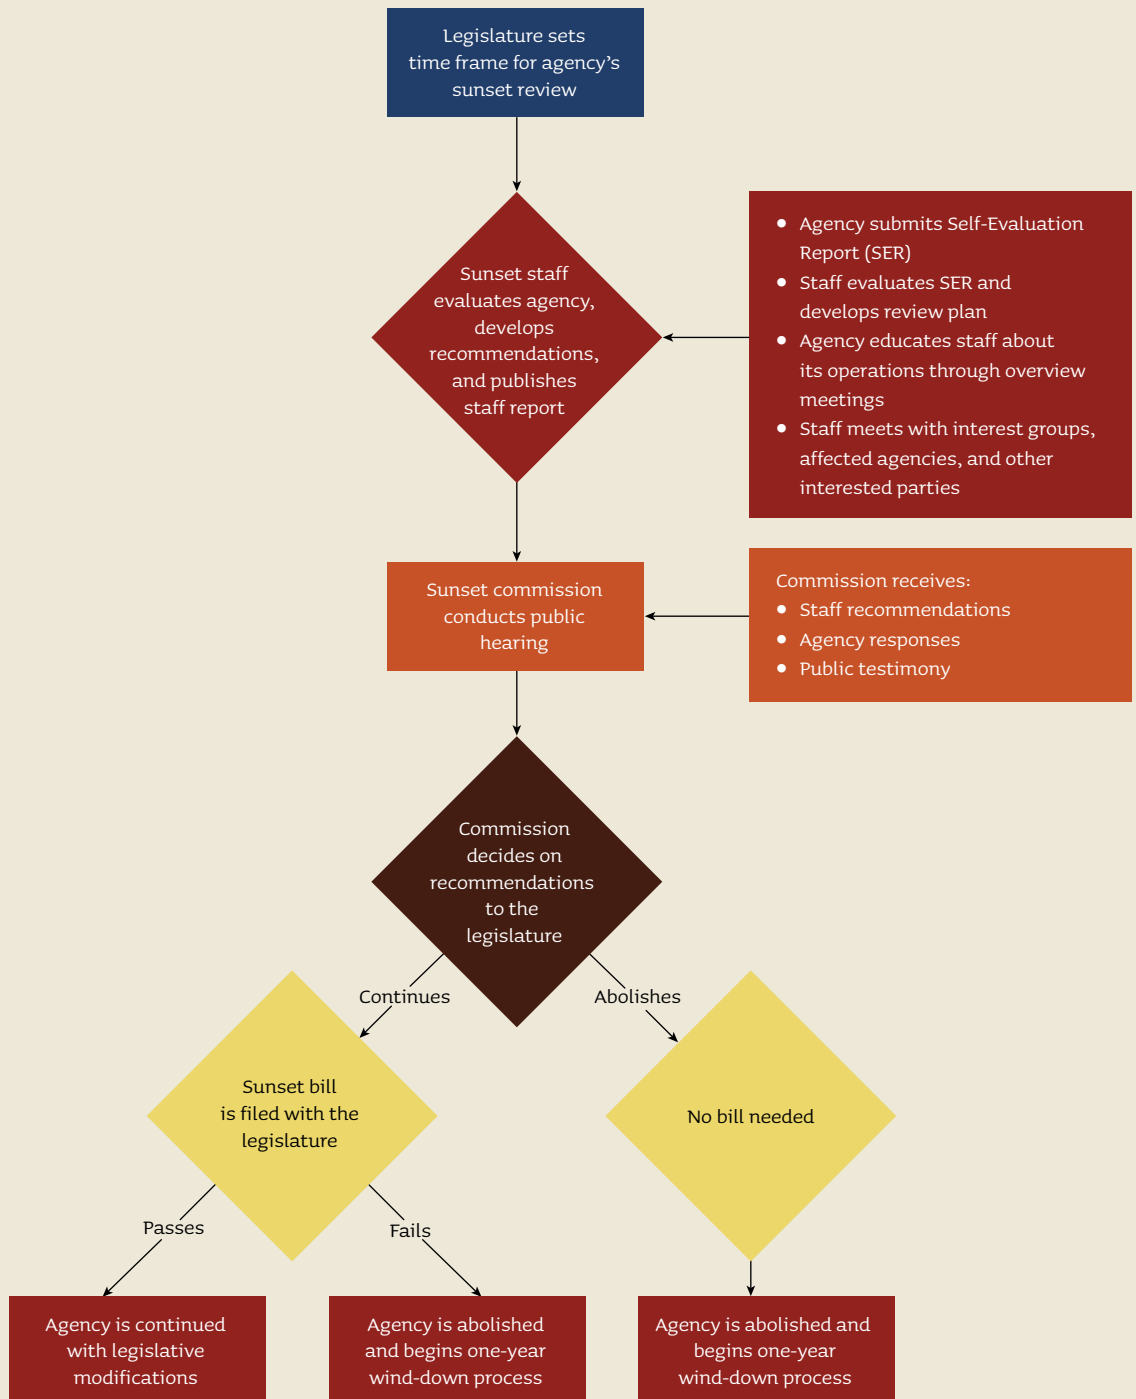 Legislature sets
time frame for agency’s
sunset review
Sunset staff
evaluates agency,
develops
recommendations,
and publishes
staff report
● Agency submits Self-Evaluation
Report (SER)
● Staff evaluates SER and
develops review plan
● Agency educates staff about
its operations through overview
meetings
● Staff meets with interest groups,
affected agencies, and other
interested parties
Sunset commission
conducts public
hearing
Commission receives:
● Staff recommendations
● Agency responses
● Public testimony
Commission
decides on
recommendations
to the
legislature
Continues
Abolishes
Sunset bill
is filed with the
legislature
No bill needed
Passes
Fails
Agency is continued
with legislative
modifications
Agency is abolished
and begins one-year
wind-down process
Agency is abolished and
begins one-year
wind-down process